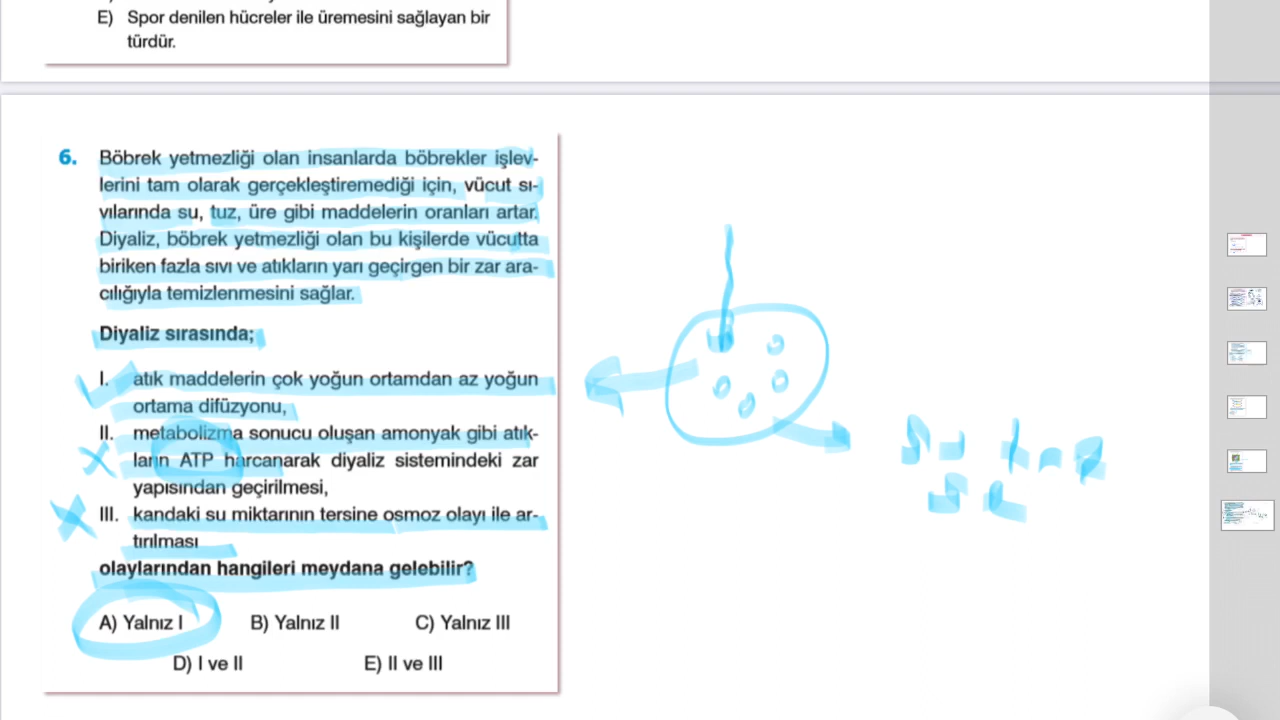 E) Spor denilen hücreler ile üremesini sağlayan bir
türdür.
6. Böbrek yetmezliği olan insanlarda böbrekler işlev-
lerini tam olarak gerçekleştiremediği için, vücut sı-
vılarında su, tuz, üre gibi maddelerin oranları artar.
Diyaliz, böbrek yetmezliği olan bu kişilerde vücutta
biriken fazla sıvı ve atıkların yarı geçirgen bir zar ara-
cılığıyla temizlenmesini sağlar.
Diyaliz sırasında;
I. atık maddelerin çok yoğun ortamdan az yoğun
ortama difüzyonu,
II. metabolizma sonucu oluşan amonyak gibi atık-
ların ATP harcanarak diyaliz sistemindeki zar
yapısından geçirilmesi,
III. kandaki su miktarının tersine osmoz olayı ile ar-
tırılması
olaylarından hangileri meydana gelebilir?
A) Yalnız I B) Yalnız II C) Yalnız III
D) I ve II E) II ve III